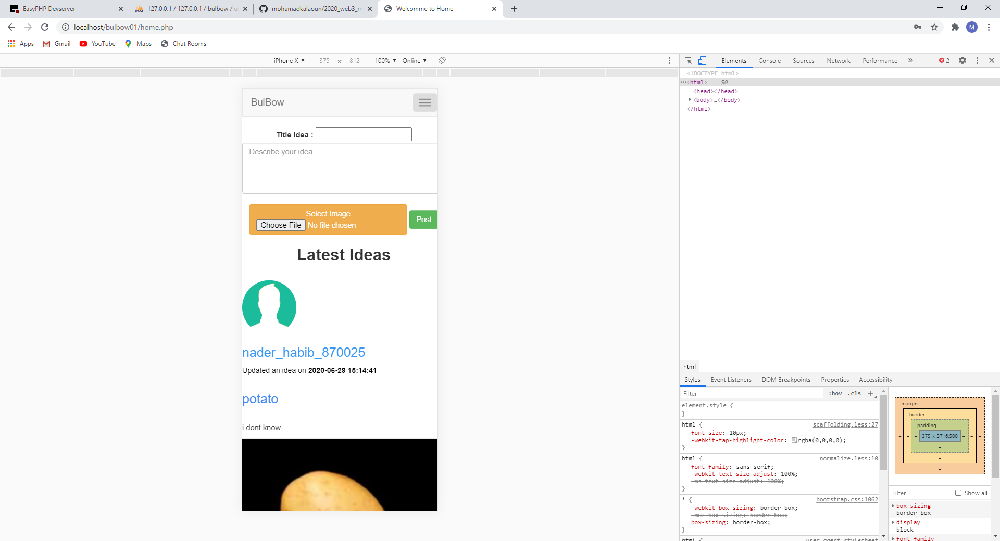 EasyPHP Devserver
PMA 127.0.0.1 / 127.0.0.1 / bulbow / u
mohamadkalaoun/2020_web3_m
Welcomme to Home
localhost/bulbow01/home.php
M
Apps Gmail YouTube Maps Chat Rooms
iPhone X ▼ 375 × 812 100% ▼ Online ▼
Elements Console Sources Network Performance » 2
BulBow
Title Idea :
Describe your idea..
Select Image
Choose File No file chosen
Post
Latest Ideas
nader_habib_870025
Updated an idea on 2020-06-29 15:14:41
potato
i dont know
<!DOCTYPE html>
•••<html> == $0
<head></head>
▶<body>…</body>
</html>
html
Styles Event Listeners DOM Breakpoints Properties Accessibility
Filter :hov .cls +
element.style {
}
html { scaffolding.less:27
font-size: 10px;
-webkit-tap-highlight-color: rgba(0,0,0,0);
}
html { normalize.less:10
font-family: sans-serif;
-webkit-text-size-adjust: 100%;
-ms-text-size-adjust: 100%;
}
* { bootstrap.css:1062
-webkit-box-sizing: border-box;
-moz-box-sizing: border-box;
box-sizing: border-box;
}
html { user agent stylesheet
margin –
border –
padding –
– – – 375 × 3716.500 – – –
–
–
–
Filter Show all
▶ box-sizing
border-box
▶ display
block
▶ font-family